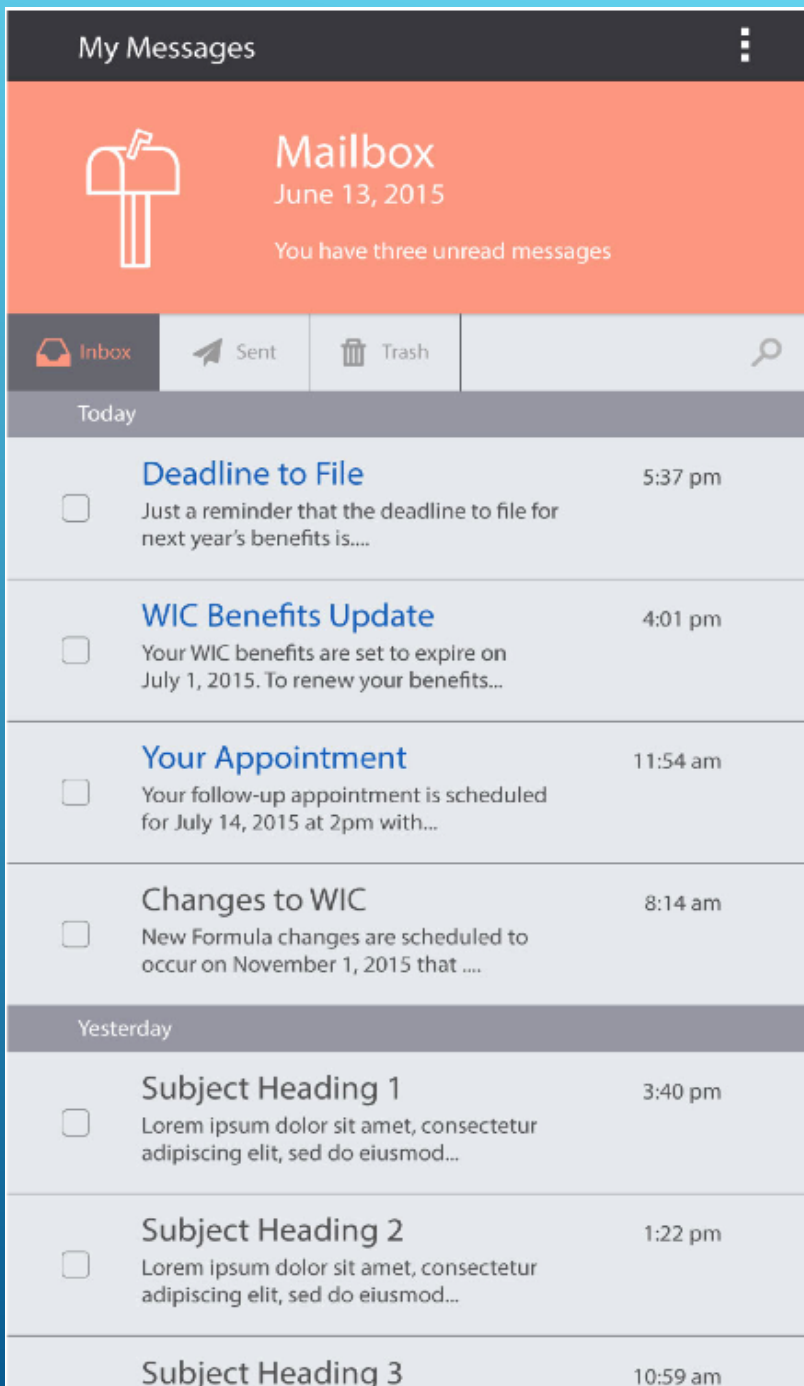 My Messages
Mailbox
June 13, 2015
You have three unread messages
Inbox
Sent
Trash
Today
Deadline to File
5:37 pm
Just a reminder that the deadline to file for
next year's benefits is....
WIC Benefits Update
4:01 pm
Your WIC benefits are set to expire on
July 1, 2015. To renew your benefits...
Your Appointment
11:54 am
Your follow-up appointment is scheduled
for July 14, 2015 at 2pm with...
Changes to WIC
8:14 am
New Formula changes are scheduled to
occur on November 1, 2015 that ....
Yesterday
Subject Heading 1
3:40 pm
Lorem ipsum dolor sit amet, consectetur
adipiscing elit, sed do eiusmod...
Subject Heading 2
1:22 pm
Lorem ipsum dolor sit amet, consectetur
adipiscing elit, sed do eiusmod...
Subject Heading 3
10:59 am